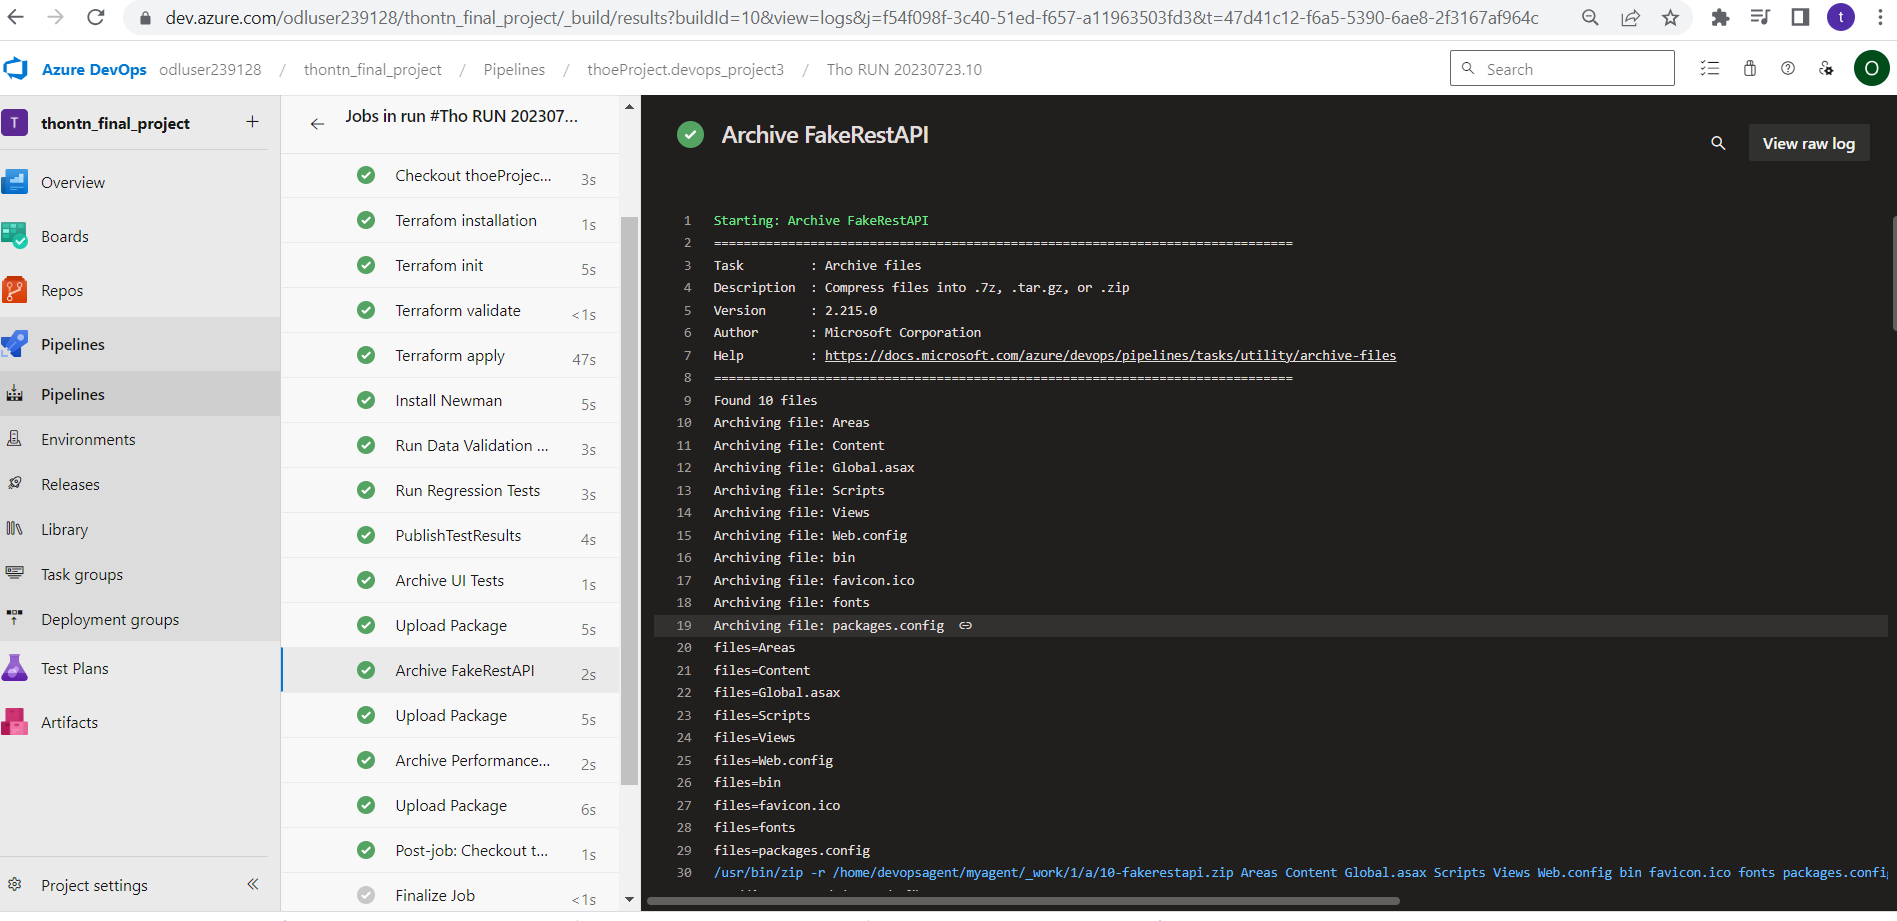 dev.azure.com/odluser239128/thontn_final_project/_build/results?buildId=10&view=logs&j=f54f098f-3c40-51ed-f657-a11963503fd3&t=47d41c12-f6a5-5390-6ae8-2f3167af964c
t
Azure DevOps odluser239128 / thontn_final_project / Pipelines / thoeProject.devops_project3 / Tho RUN 20230723.10
Search
O
T thontn_final_project +
Overview
Boards
Repos
Pipelines
Pipelines
Environments
Releases
Library
Task groups
Deployment groups
Test Plans
Artifacts
Project settings
Jobs in run #Tho RUN 202307...
Checkout thoeProjec... 3s
Terrafom installation 1s
Terrafom init 5s
Terraform validate <1s
Terraform apply 47s
Install Newman 5s
Run Data Validation ... 3s
Run Regression Tests 3s
PublishTestResults 4s
Archive UI Tests 1s
Upload Package 5s
Archive FakeRestAPI 2s
Upload Package 5s
Archive Performance... 2s
Upload Package 6s
Post-job: Checkout t... 1s
Finalize Job <1s
Archive FakeRestAPI
View raw log
1 Starting: Archive FakeRestAPI
2 ==============================================================================
3 Task : Archive files
4 Description : Compress files into .7z, .tar.gz, or .zip
5 Version : 2.215.0
6 Author : Microsoft Corporation
7 Help : https://docs.microsoft.com/azure/devops/pipelines/tasks/utility/archive-files
8 ==============================================================================
9 Found 10 files
10 Archiving file: Areas
11 Archiving file: Content
12 Archiving file: Global.asax
13 Archiving file: Scripts
14 Archiving file: Views
15 Archiving file: Web.config
16 Archiving file: bin
17 Archiving file: favicon.ico
18 Archiving file: fonts
19 Archiving file: packages.config
20 files=Areas
21 files=Content
22 files=Global.asax
23 files=Scripts
24 files=Views
25 files=Web.config
26 files=bin
27 files=favicon.ico
28 files=fonts
29 files=packages.config
30 /usr/bin/zip -r /home/devopsagent/myagent/_work/1/a/10-fakerestapi.zip Areas Content Global.asax Scripts Views Web.config bin favicon.ico fonts packages.config